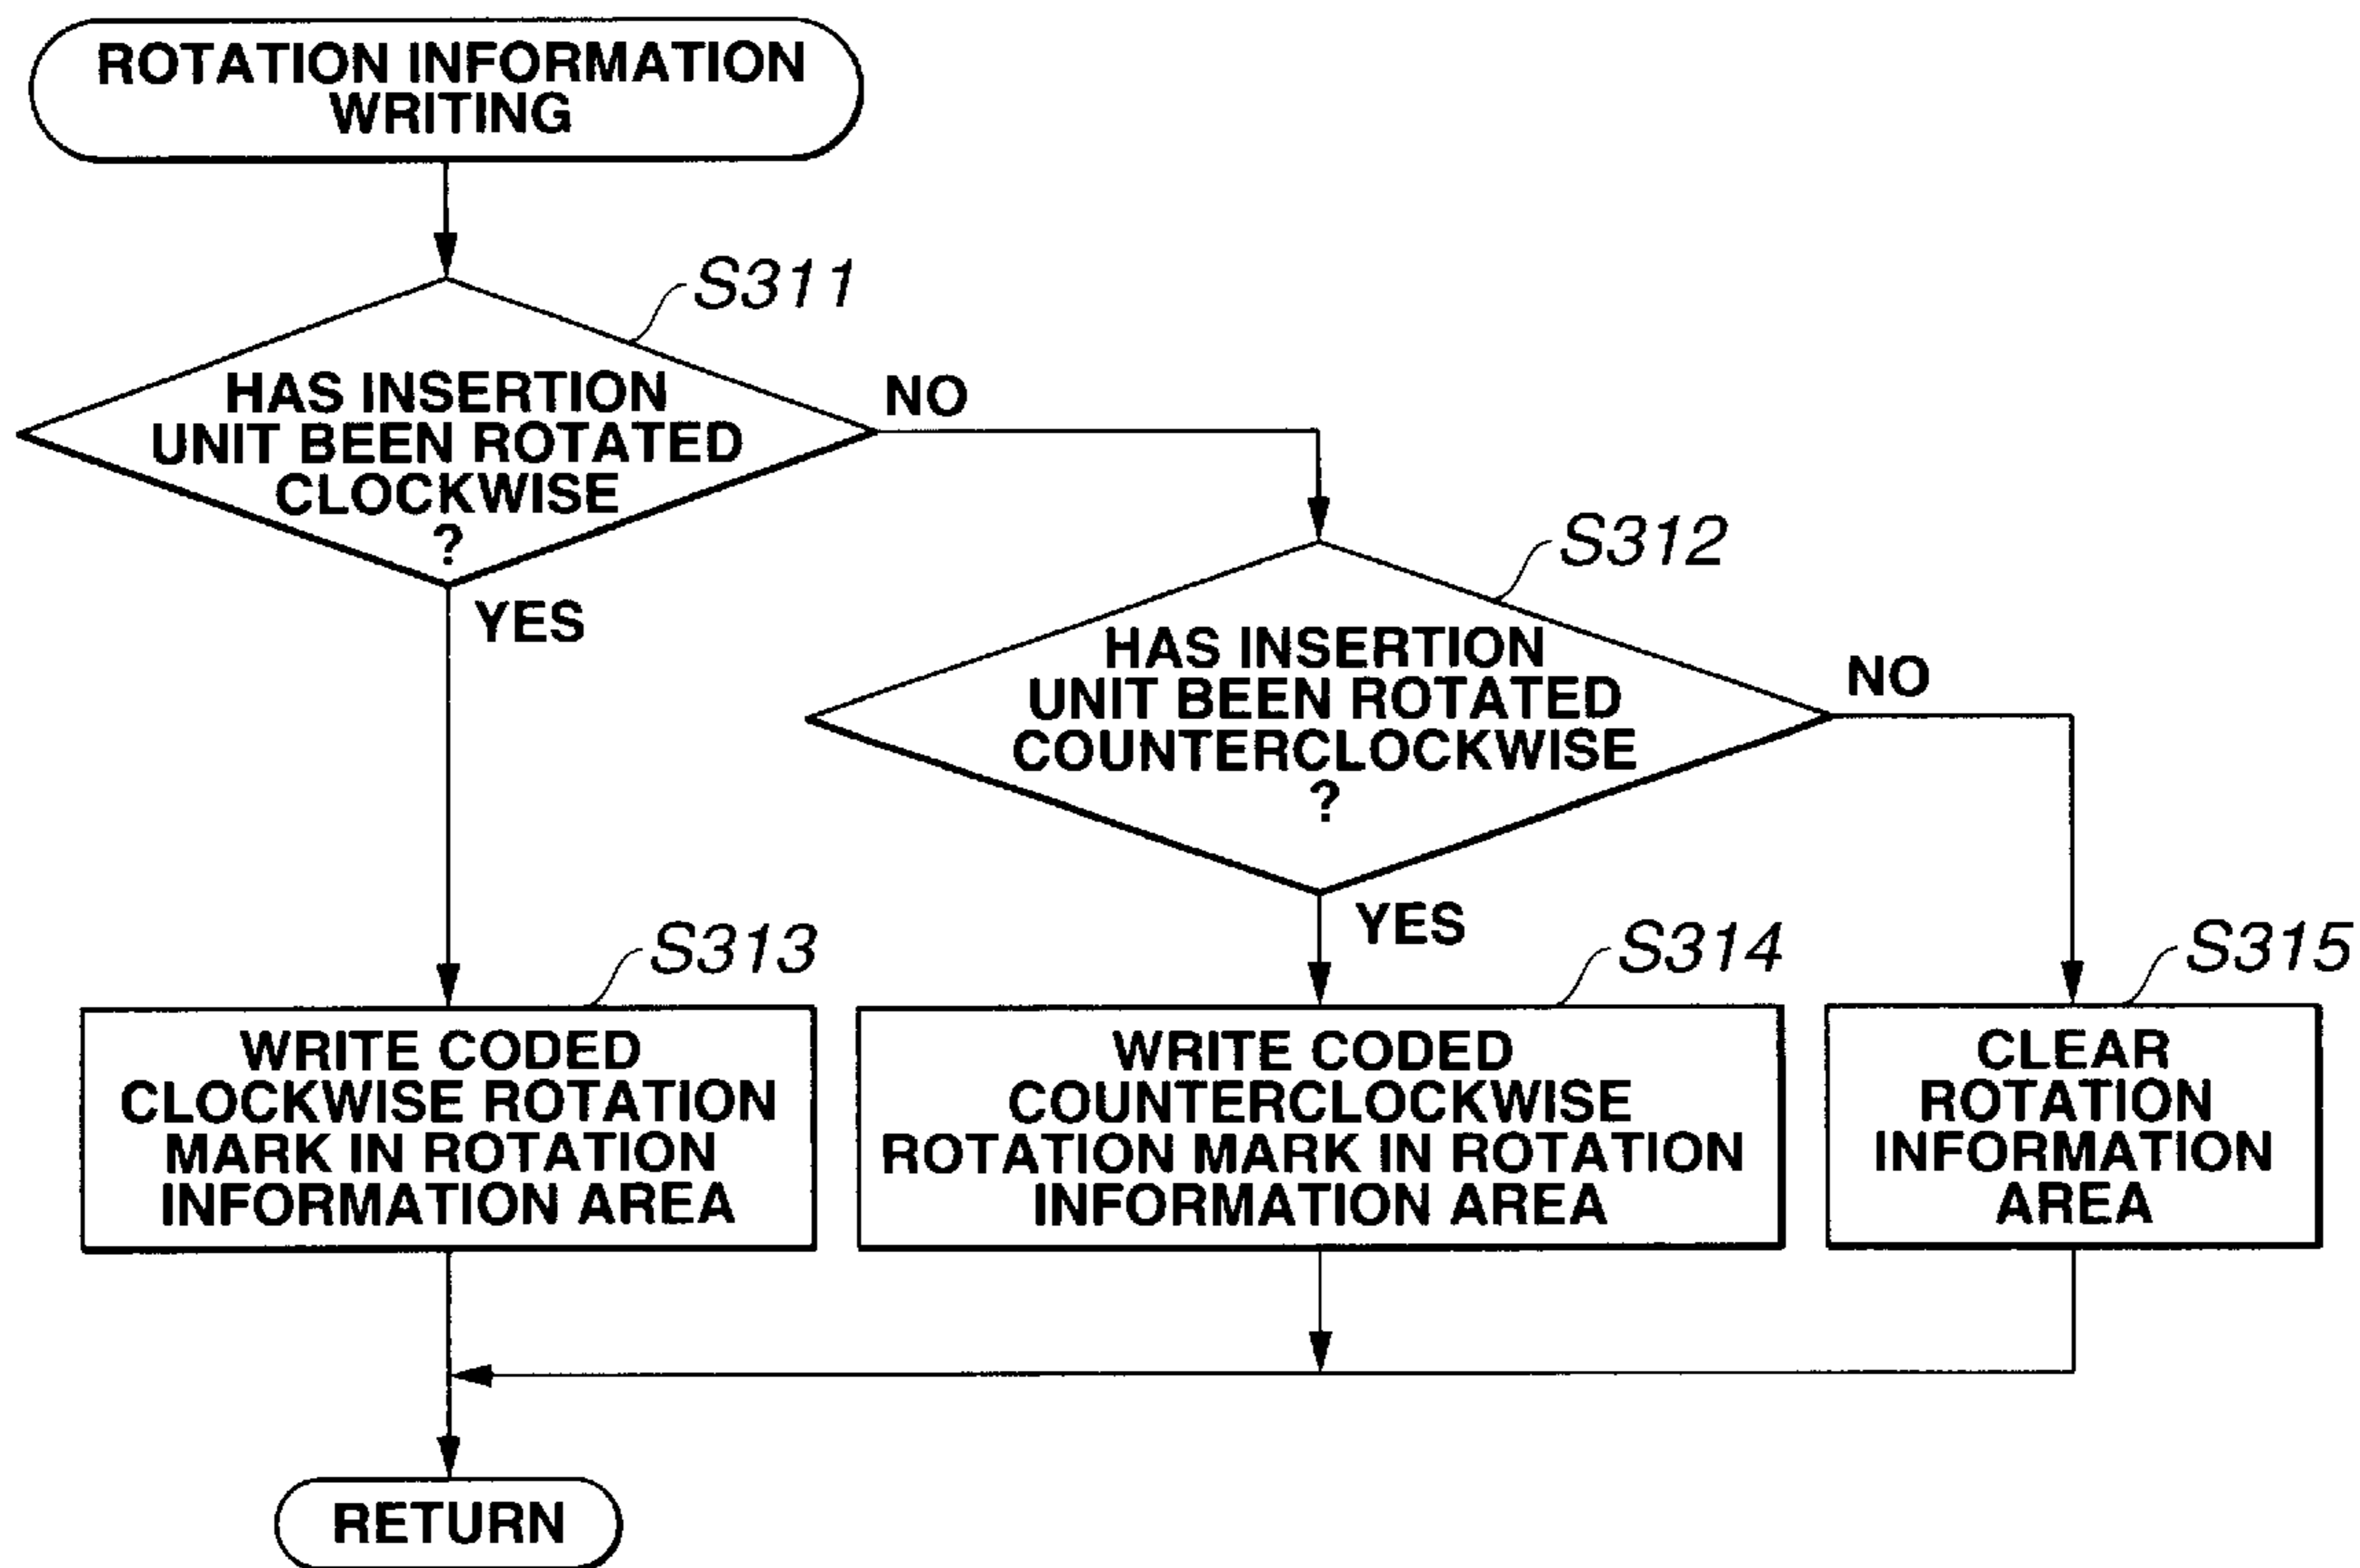 ROTATION INFORMATION
WRITING
S311
HAS INSERTION
UNIT BEEN ROTATED
CLOCKWISE
?
NO
YES
S312
HAS INSERTION
UNIT BEEN ROTATED
COUNTERCLOCKWISE
?
NO
YES
S313
WRITE CODED
CLOCKWISE ROTATION
MARK IN ROTATION
INFORMATION AREA
S314
WRITE CODED
COUNTERCLOCKWISE
ROTATION MARK IN ROTATION
INFORMATION AREA
S315
CLEAR
ROTATION
INFORMATION
AREA
RETURN